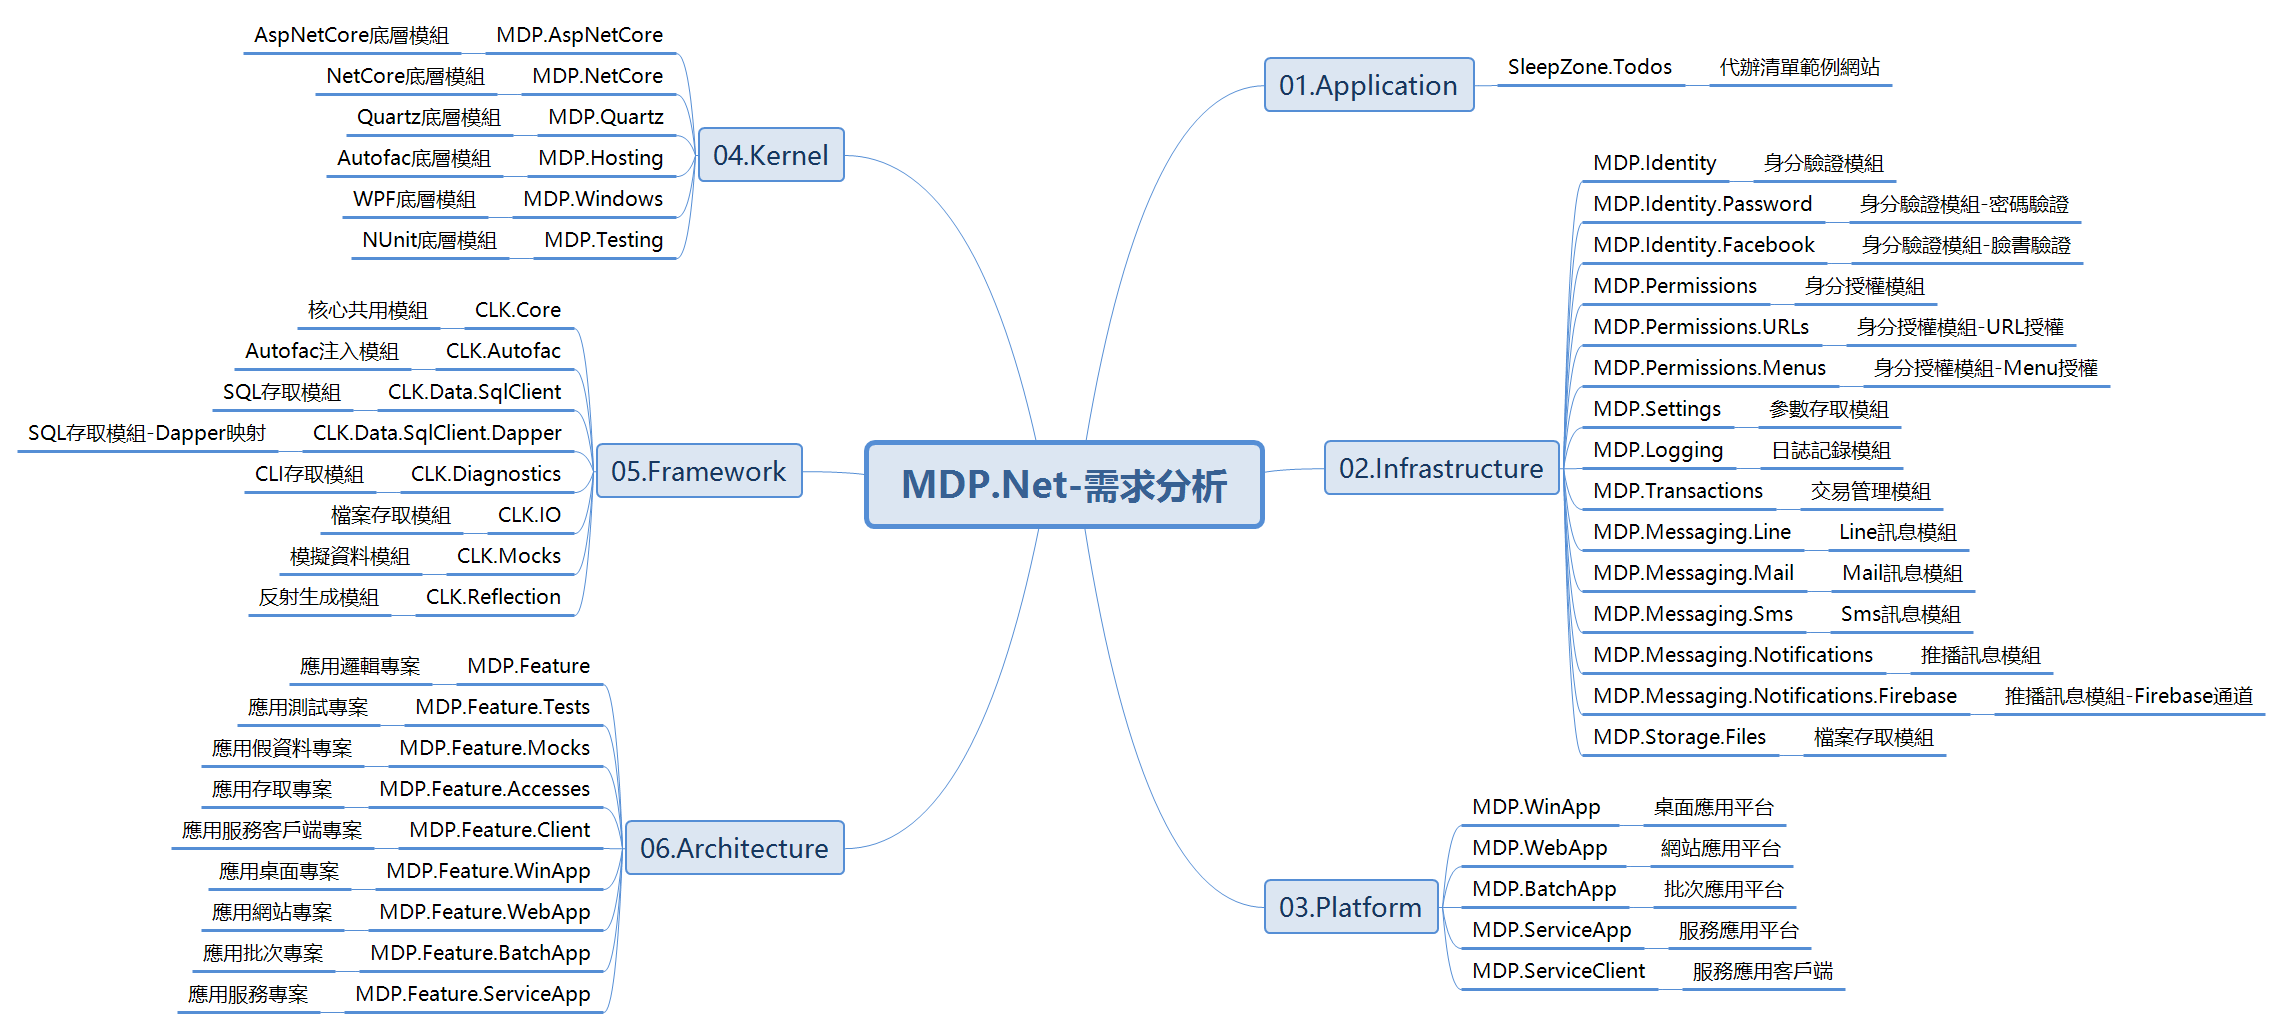 MDP.Net-需求分析
01.Application
SleepZone.Todos 代辦清單範例網站
02.Infrastructure
MDP.Identity 身分驗證模組
MDP.Identity.Password 身分驗證模組-密碼驗證
MDP.Identity.Facebook 身分驗證模組-臉書驗證
MDP.Permissions 身分授權模組
MDP.Permissions.URLs 身分授權模組-URL授權
MDP.Permissions.Menus 身分授權模組-Menu授權
MDP.Settings 參數存取模組
MDP.Logging 日誌記錄模組
MDP.Transactions 交易管理模組
MDP.Messaging.Line Line訊息模組
MDP.Messaging.Mail Mail訊息模組
MDP.Messaging.Sms Sms訊息模組
MDP.Messaging.Notifications 推播訊息模組
MDP.Messaging.Notifications.Firebase 推播訊息模組-Firebase通道
MDP.Storage.Files 檔案存取模組
03.Platform
MDP.WinApp 桌面應用平台
MDP.WebApp 網站應用平台
MDP.BatchApp 批次應用平台
MDP.ServiceApp 服務應用平台
MDP.ServiceClient 服務應用客戶端
04.Kernel
AspNetCore底層模組 MDP.AspNetCore
NetCore底層模組 MDP.NetCore
Quartz底層模組 MDP.Quartz
Autofac底層模組 MDP.Hosting
WPF底層模組 MDP.Windows
NUnit底層模組 MDP.Testing
05.Framework
核心共用模組 CLK.Core
Autofac注入模組 CLK.Autofac
SQL存取模組 CLK.Data.SqlClient
SQL存取模組-Dapper映射 CLK.Data.SqlClient.Dapper
CLI存取模組 CLK.Diagnostics
檔案存取模組 CLK.IO
模擬資料模組 CLK.Mocks
反射生成模組 CLK.Reflection
06.Architecture
應用邏輯專案 MDP.Feature
應用測試專案 MDP.Feature.Tests
應用假資料專案 MDP.Feature.Mocks
應用存取專案 MDP.Feature.Accesses
應用服務客戶端專案 MDP.Feature.Client
應用桌面專案 MDP.Feature.WinApp
應用網站專案 MDP.Feature.WebApp
應用批次專案 MDP.Feature.BatchApp
應用服務專案 MDP.Feature.ServiceApp